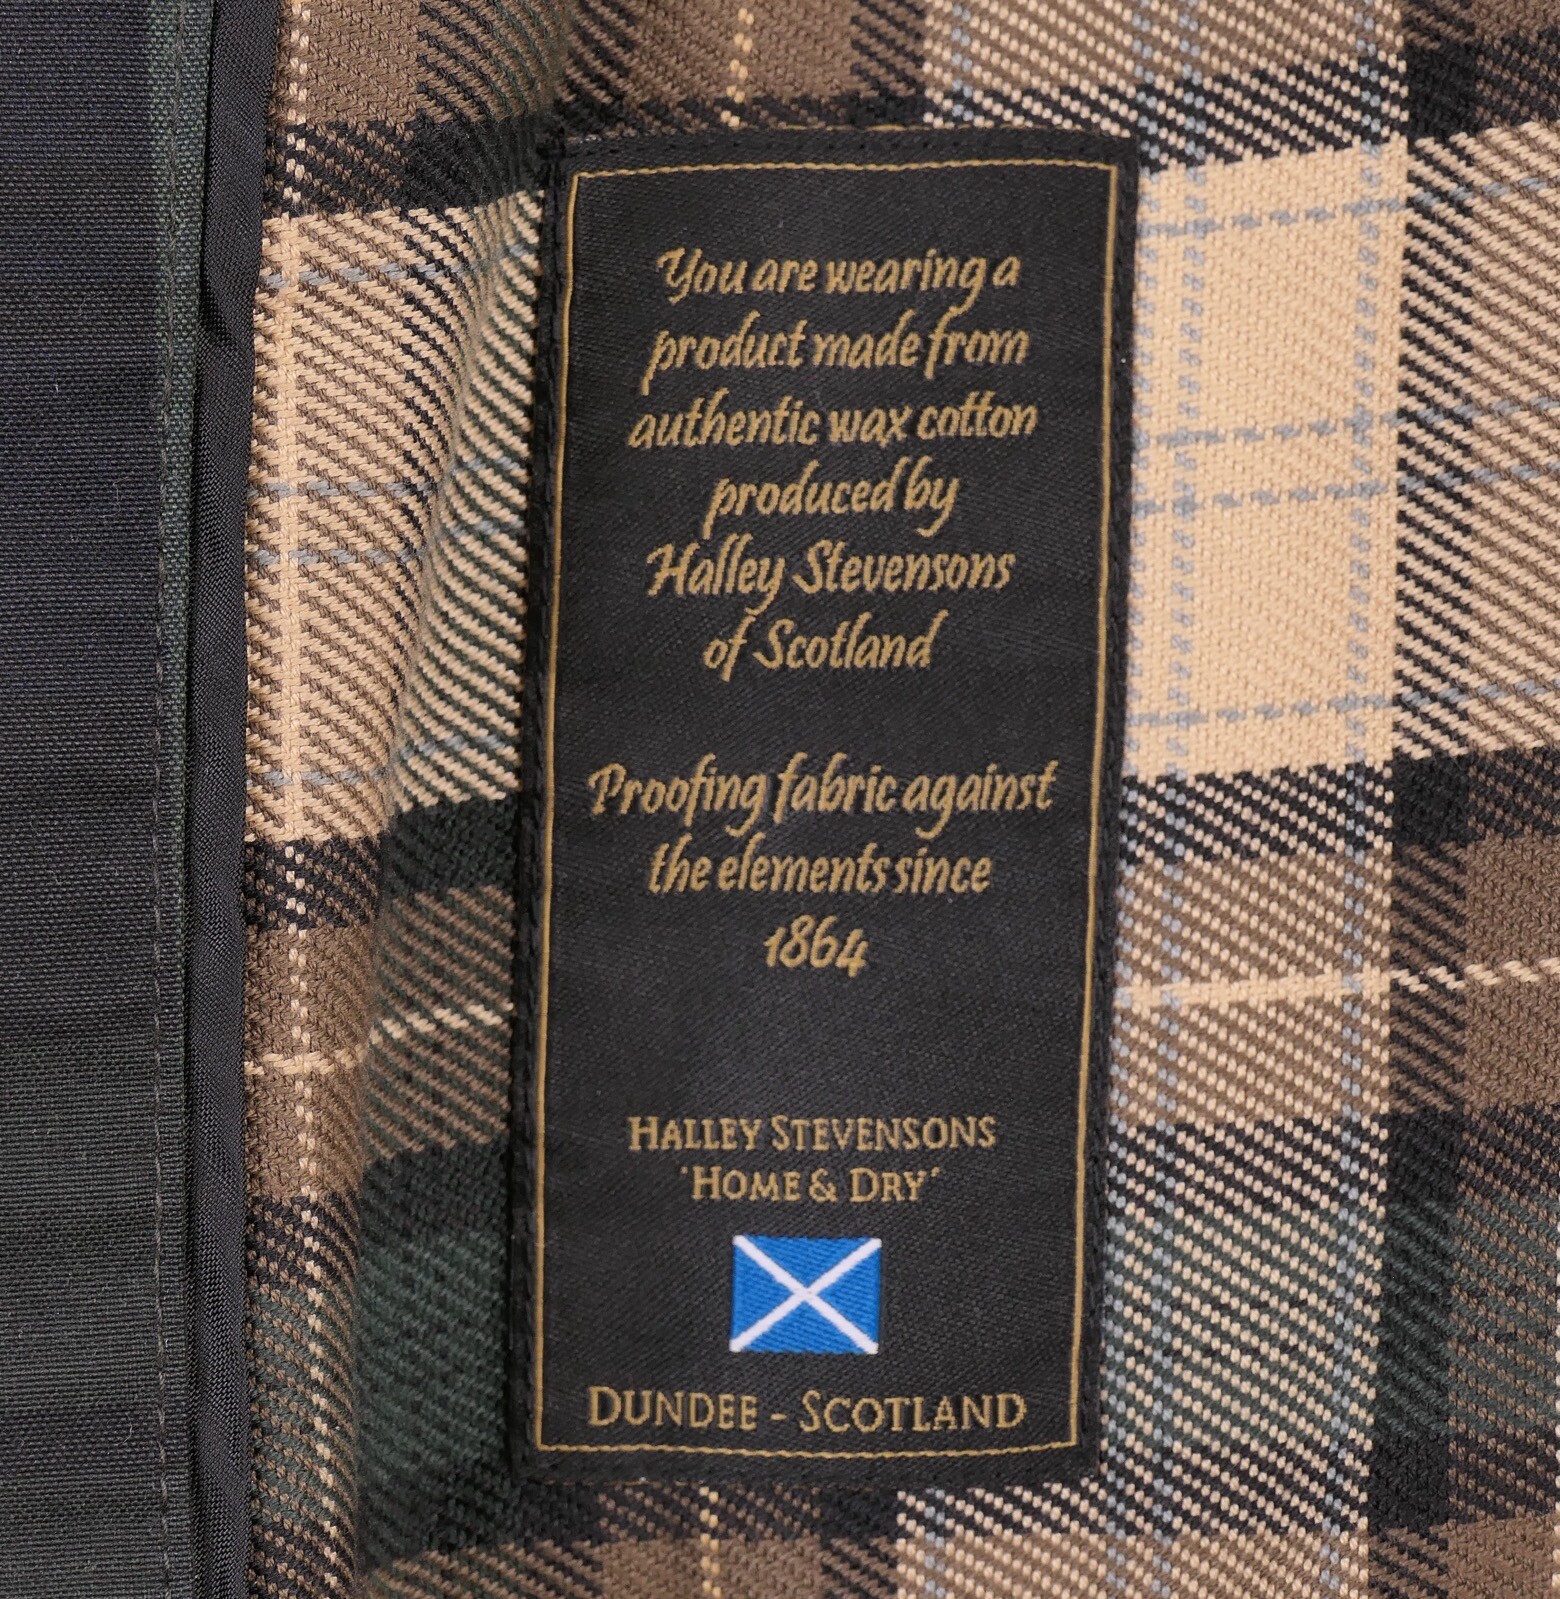 You are wearing a
product made from
authentic wax cotton
produced by
Halley Stevensons
of Scotland
Proofing fabric against
the elements since
1864
HALLEY STEVENSONS
'HOME & DRY'
DUNDEE - SCOTLAND